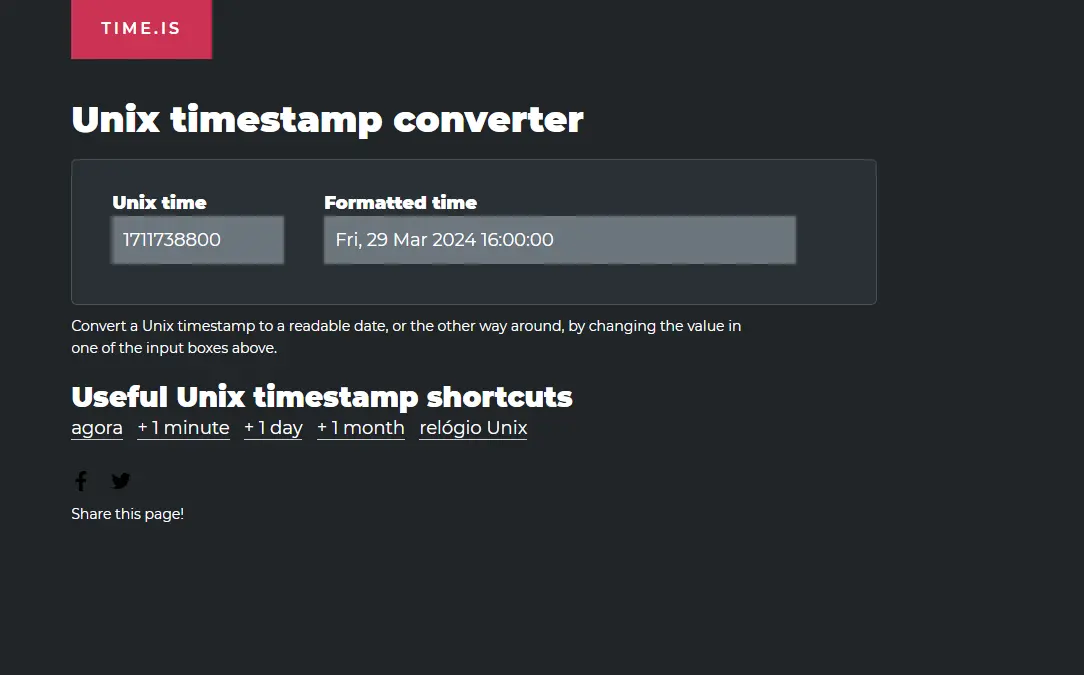 TIME.IS
Unix timestamp converter
Unix time
Formatted time
1711738800
Fri, 29 Mar 2024 16:00:00
Convert a Unix timestamp to a readable date, or the other way around, by changing the value in
one of the input boxes above.
Useful Unix timestamp shortcuts
agora + 1 minute + 1 day + 1 month relógio Unix
Share this page!